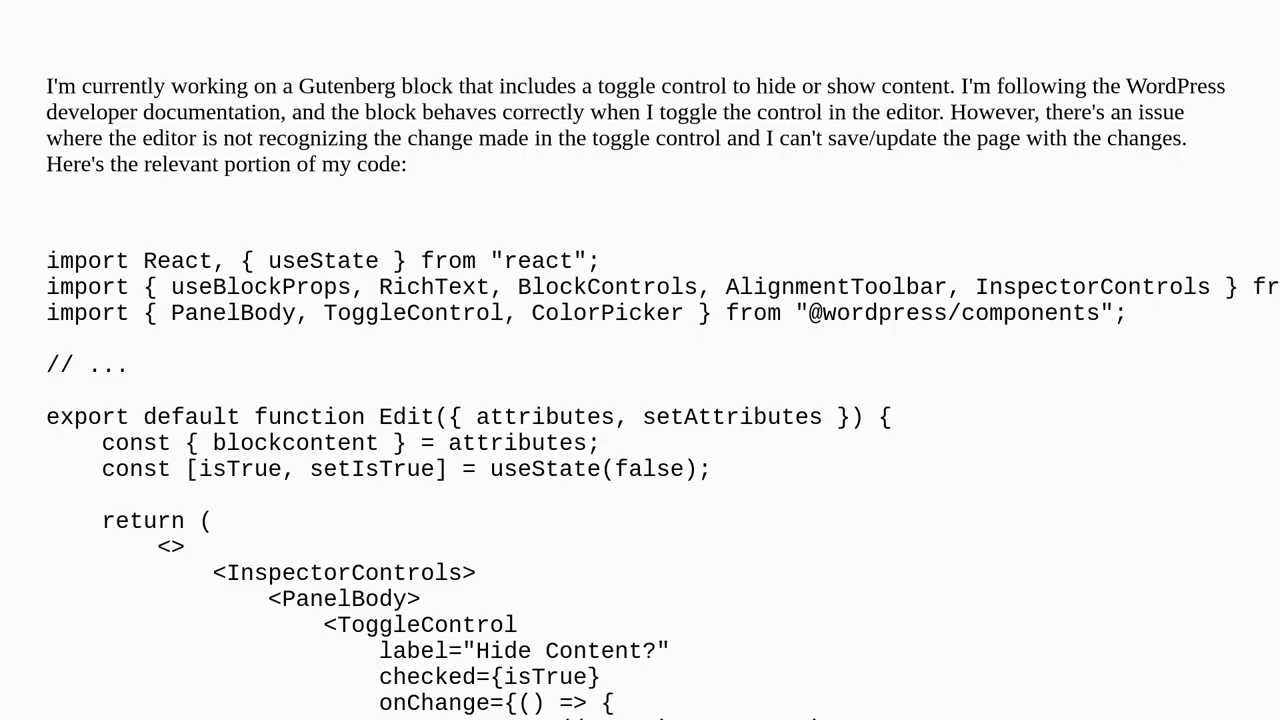 I'm currently working on a Gutenberg block that includes a toggle control to hide or show content. I'm following the WordPress
developer documentation, and the block behaves correctly when I toggle the control in the editor. However, there's an issue
where the editor is not recognizing the change made in the toggle control and I can't save/update the page with the changes.
Here's the relevant portion of my code:
import React, { useState } from "react";
import { useBlockProps, RichText, BlockControls, AlignmentToolbar, InspectorControls } fr
import { PanelBody, ToggleControl, ColorPicker } from "@wordpress/components";
// ...
export default function Edit({ attributes, setAttributes }) {
    const { blockcontent } = attributes;
    const [isTrue, setIsTrue] = useState(false);
    return (
        <>
            <InspectorControls>
                <PanelBody>
                    <ToggleControl
                        label="Hide Content?"
                        checked={isTrue}
                        onChange={() => {